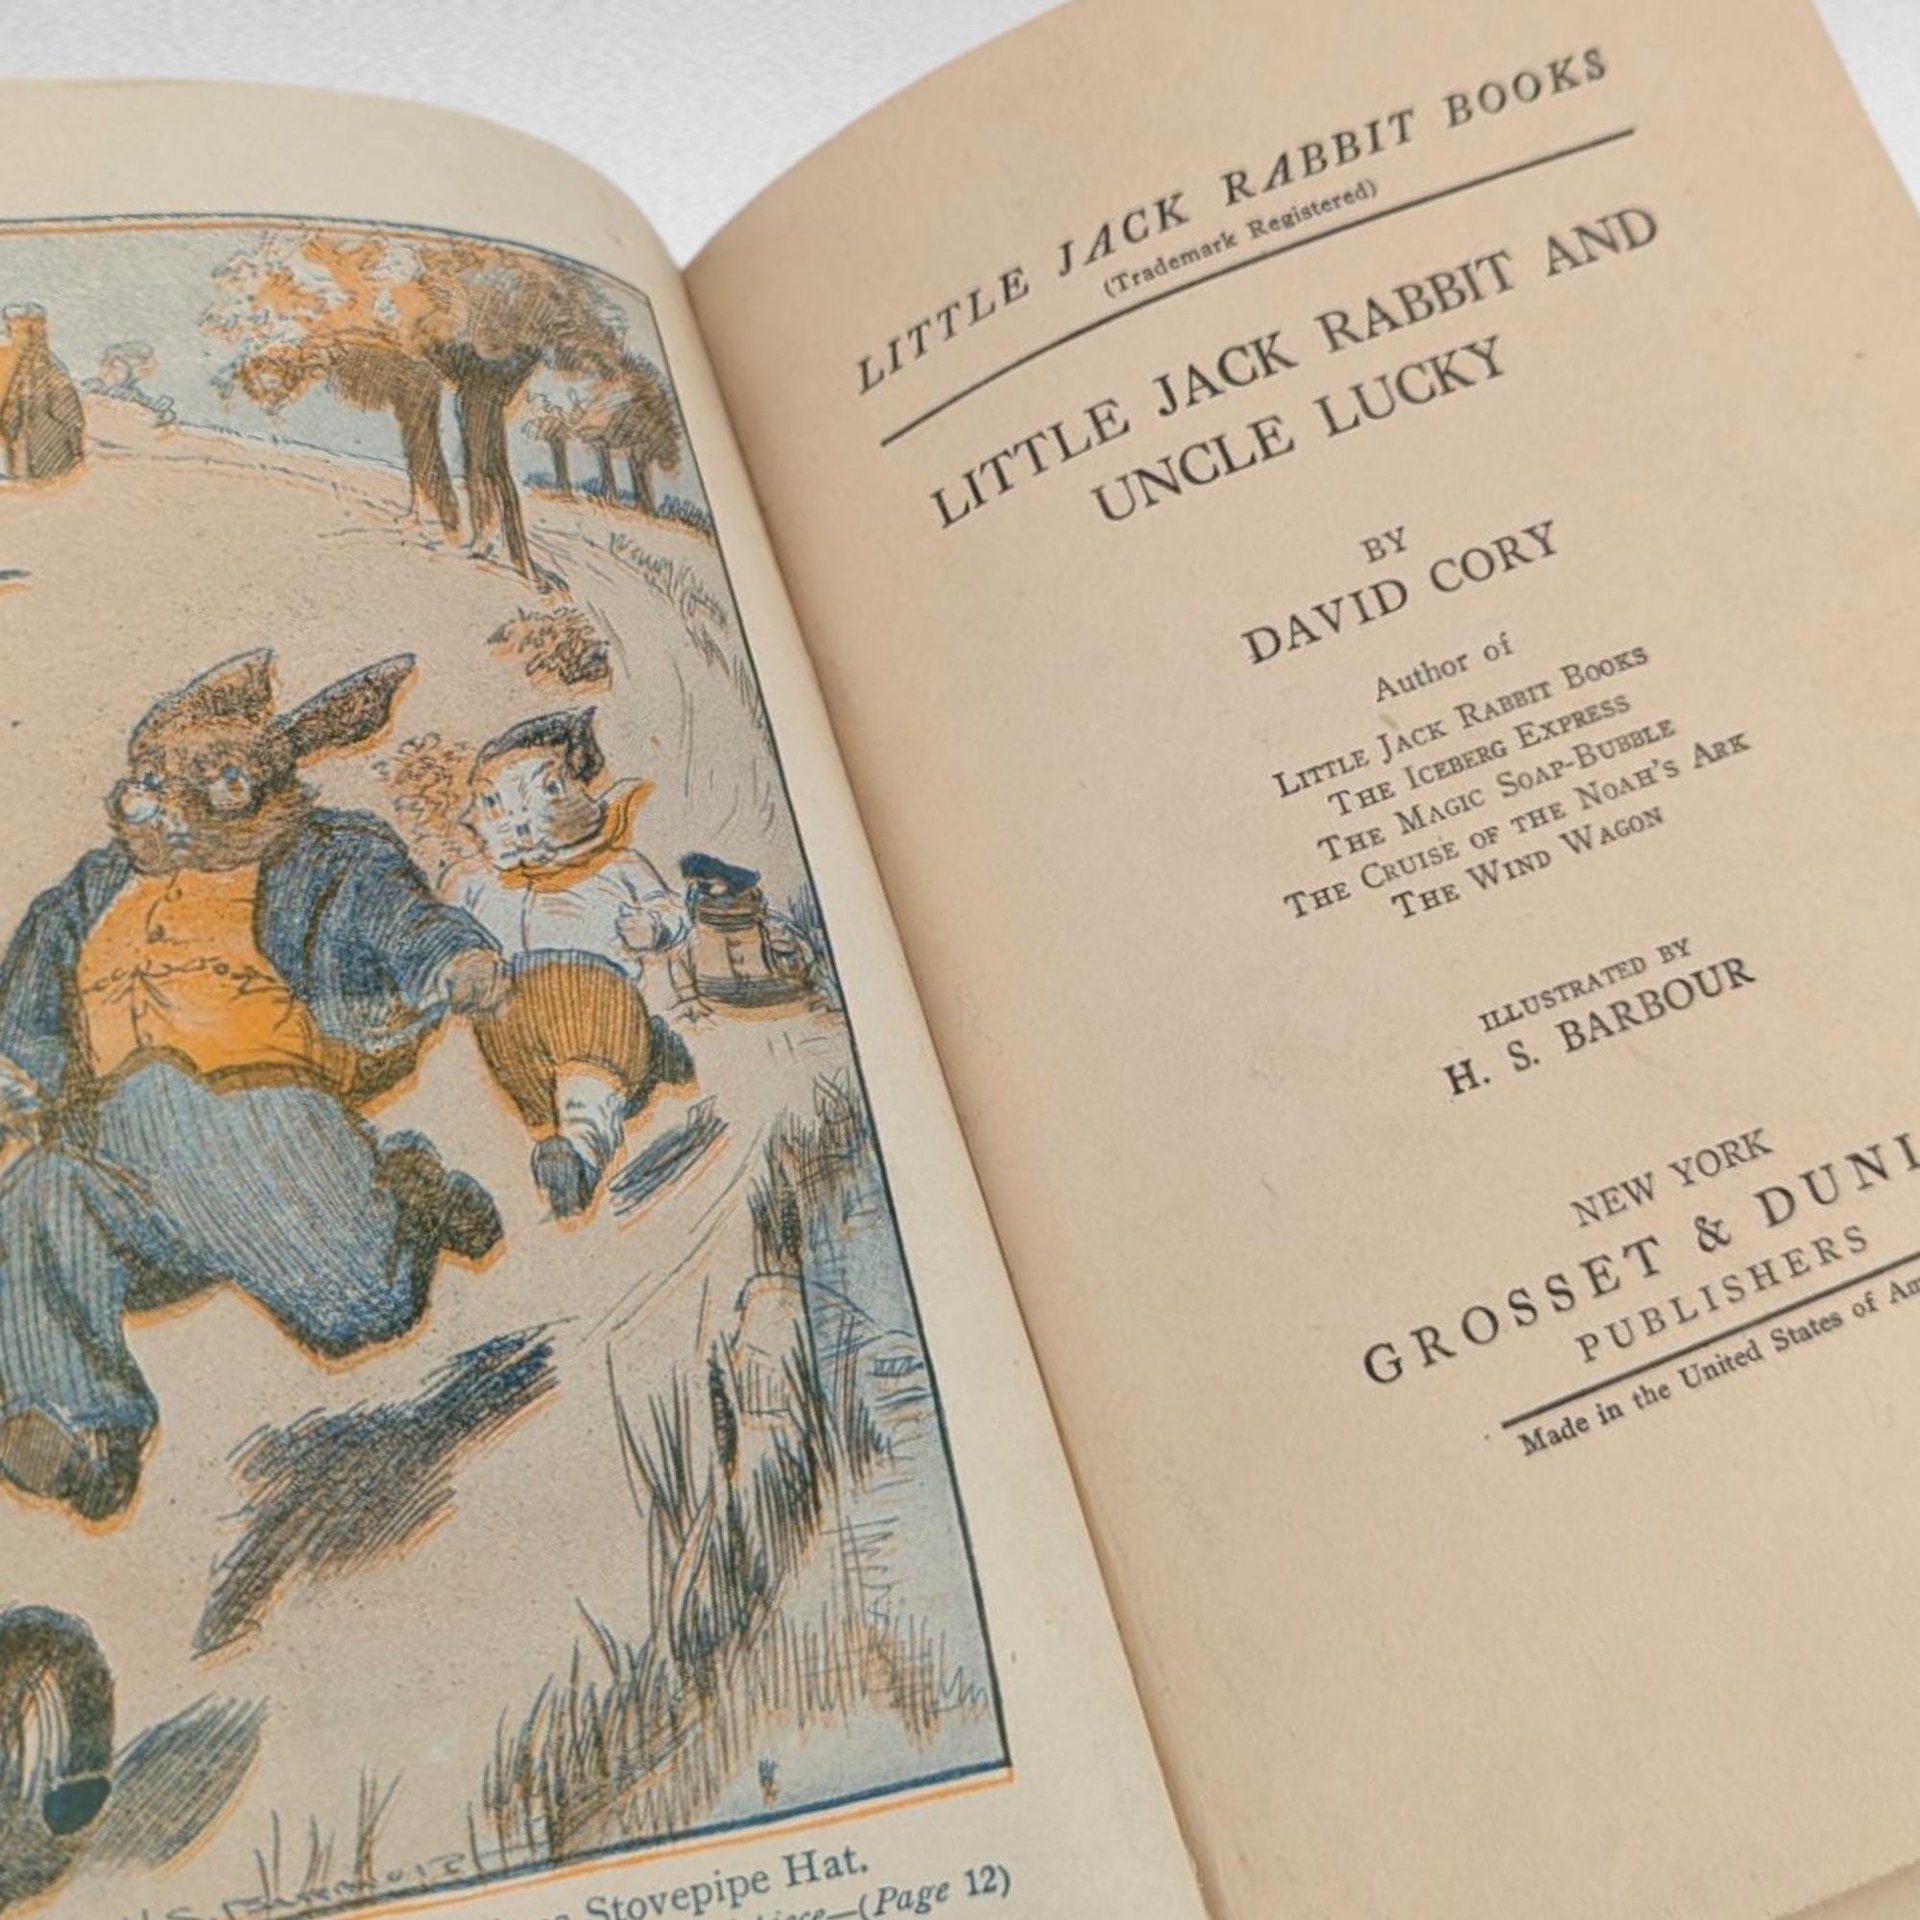 Stovepipe Hat.
(Page 12)
LITTLE JACK RABBIT BOOKS
(Trademark Registered)
LITTLE JACK RABBIT AND
UNCLE LUCKY
BY
DAVID CORY
Author of
LITTLE JACK RABBIT BOOKS
THE ICEBERG EXPRESS
THE MAGIC SOAP-BUBBLE
THE CRUISE OF THE NOAH'S ARK
THE WIND WAGON
ILLUSTRATED BY
H. S. BARBOUR
NEW YORK
GROSSET & DUNL
PUBLISHERS
Made in the United States of Am